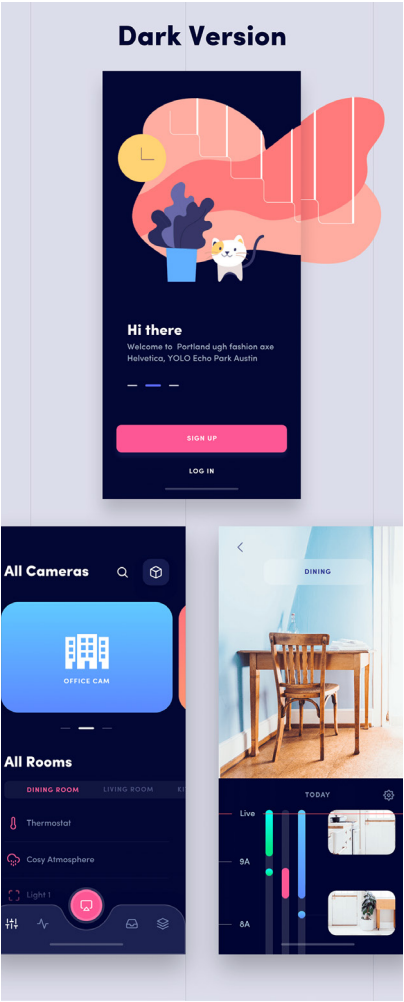 Dark Version
Hi there
Welcome to Portland ugh fashion axe
Helvetica, YOLO Echo Park Austin
SIGN UP
LOG IN
All Cameras
OFFICE CAM
All Rooms
DINING ROOM LIVING ROOM KI
Thermostat
Cosy Atmosphere
Light 1
DINING
TODAY
Live
9A
8A